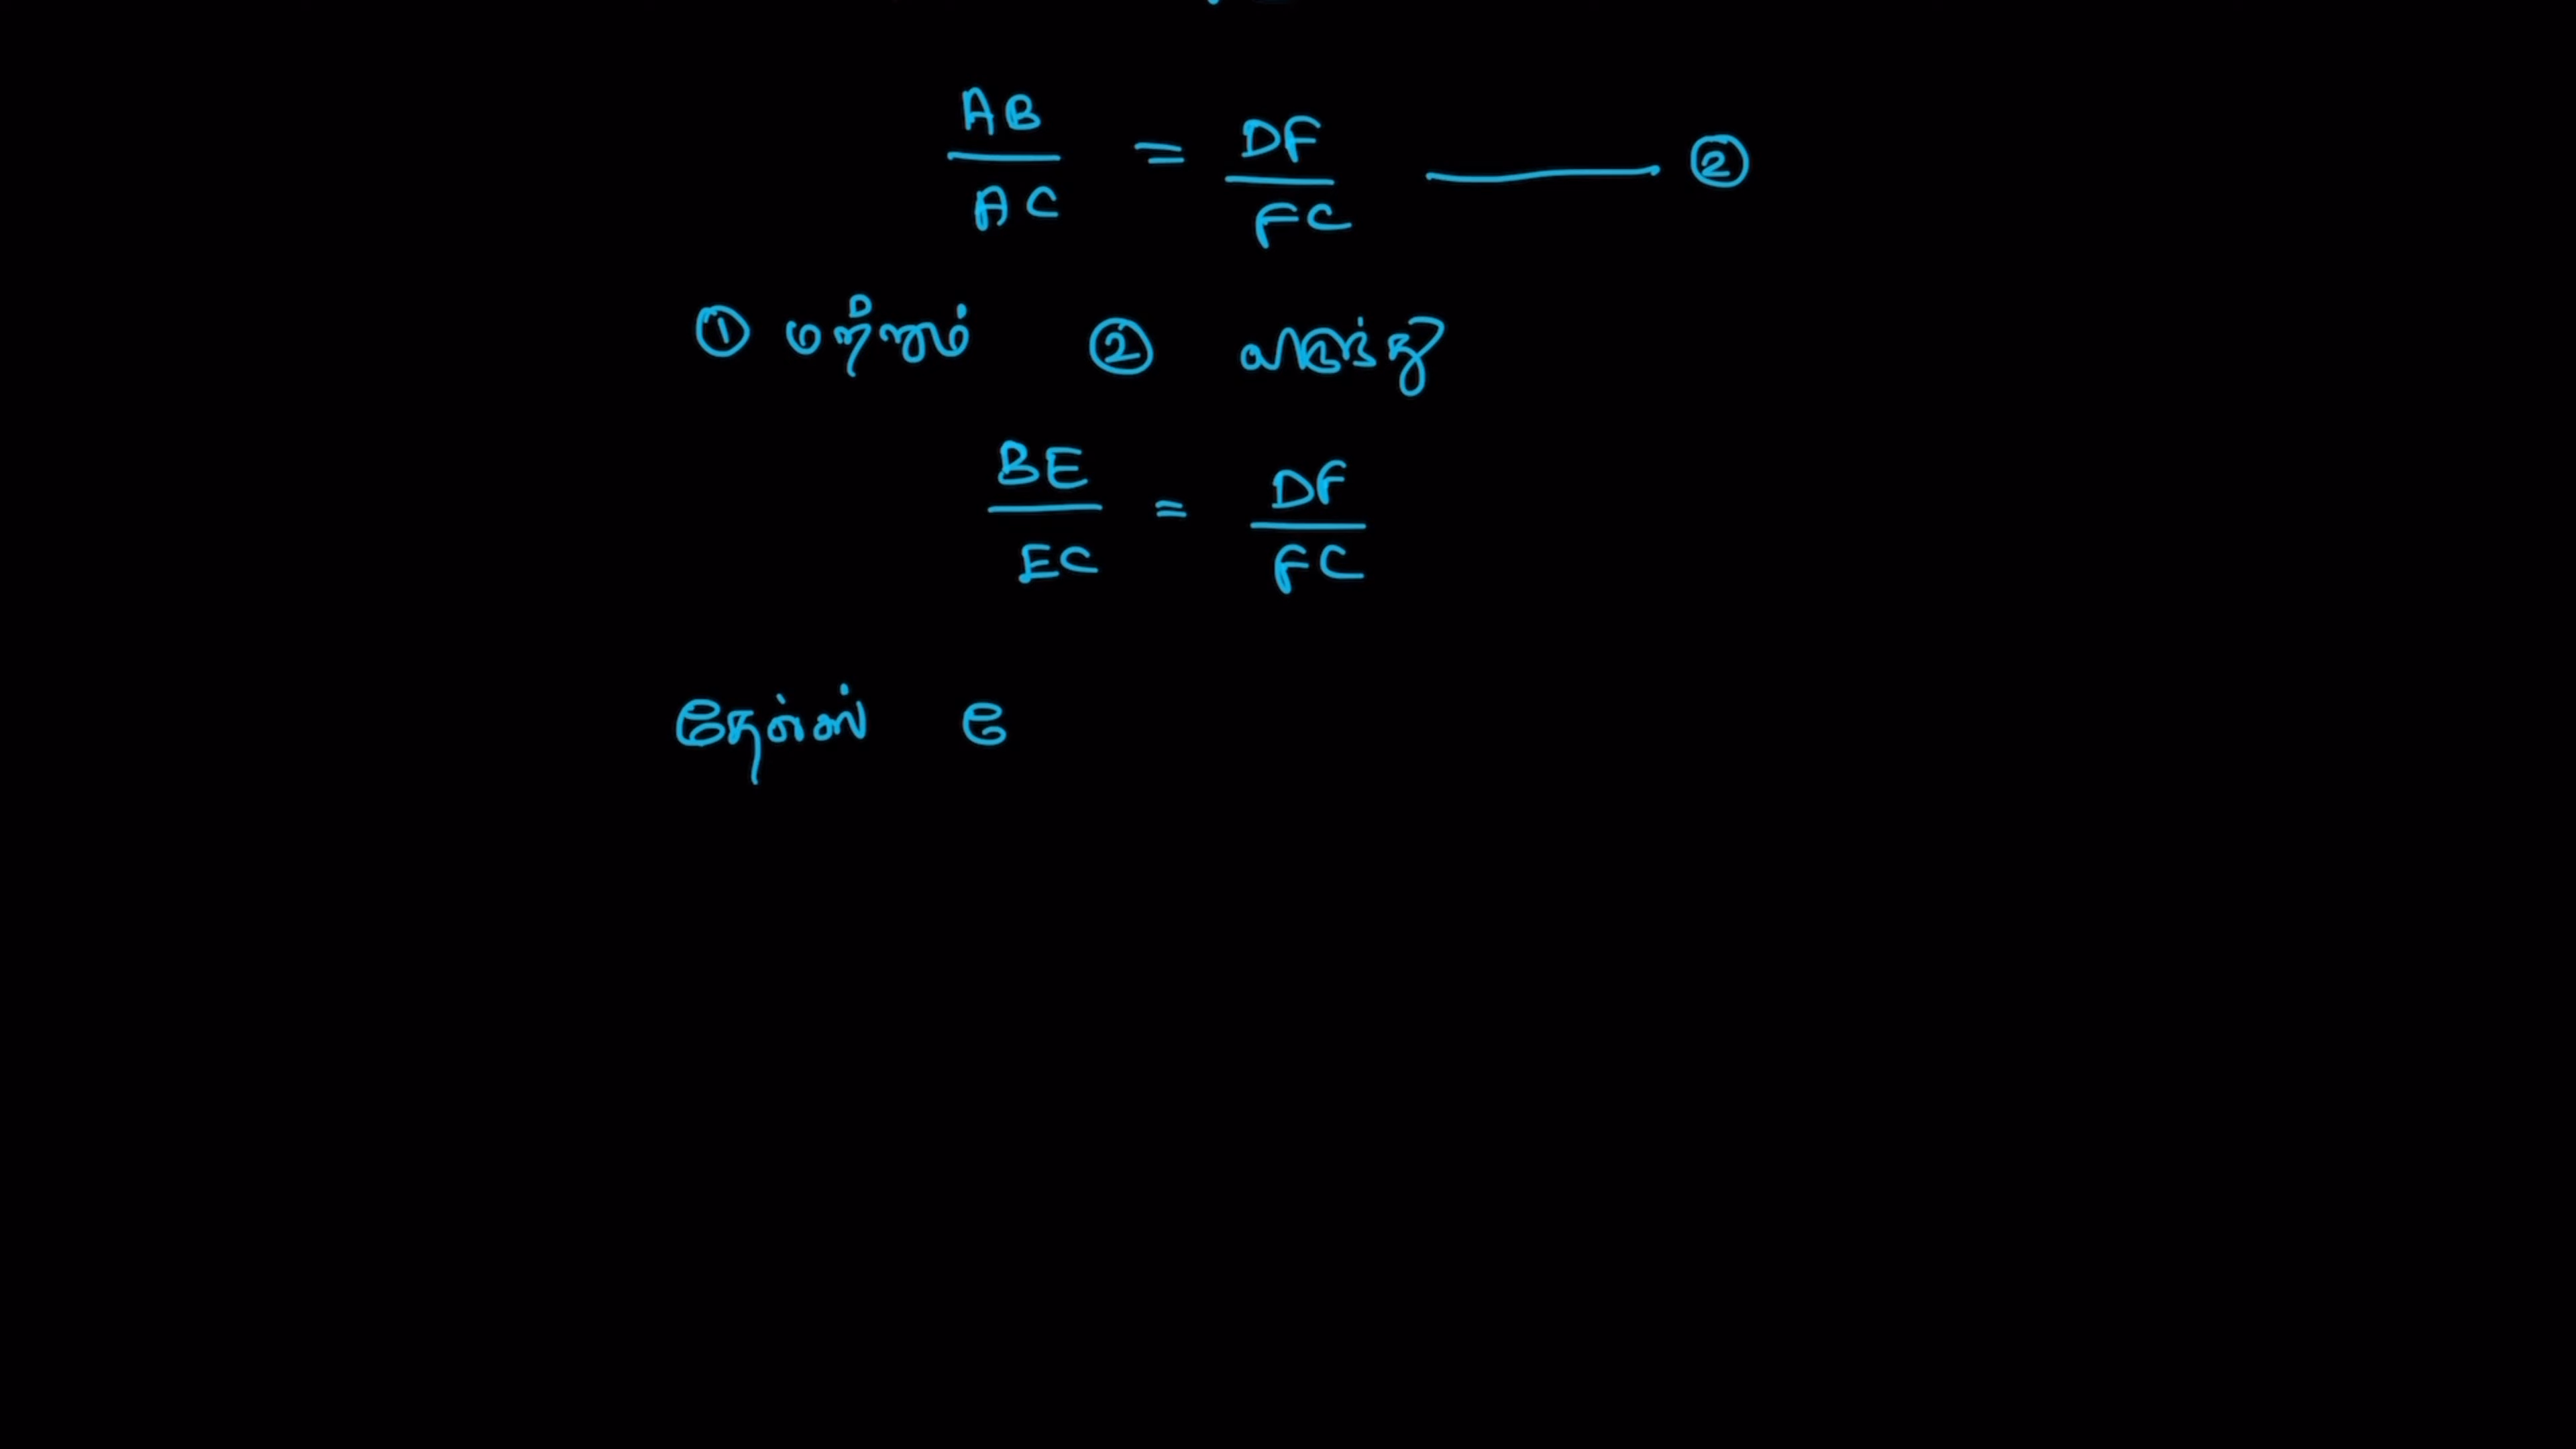 AB/AC = DF/FC —— ②
① மற்றும் ② லிருந்து
BE/EC = DF/FC
தேல்ஸ் தே